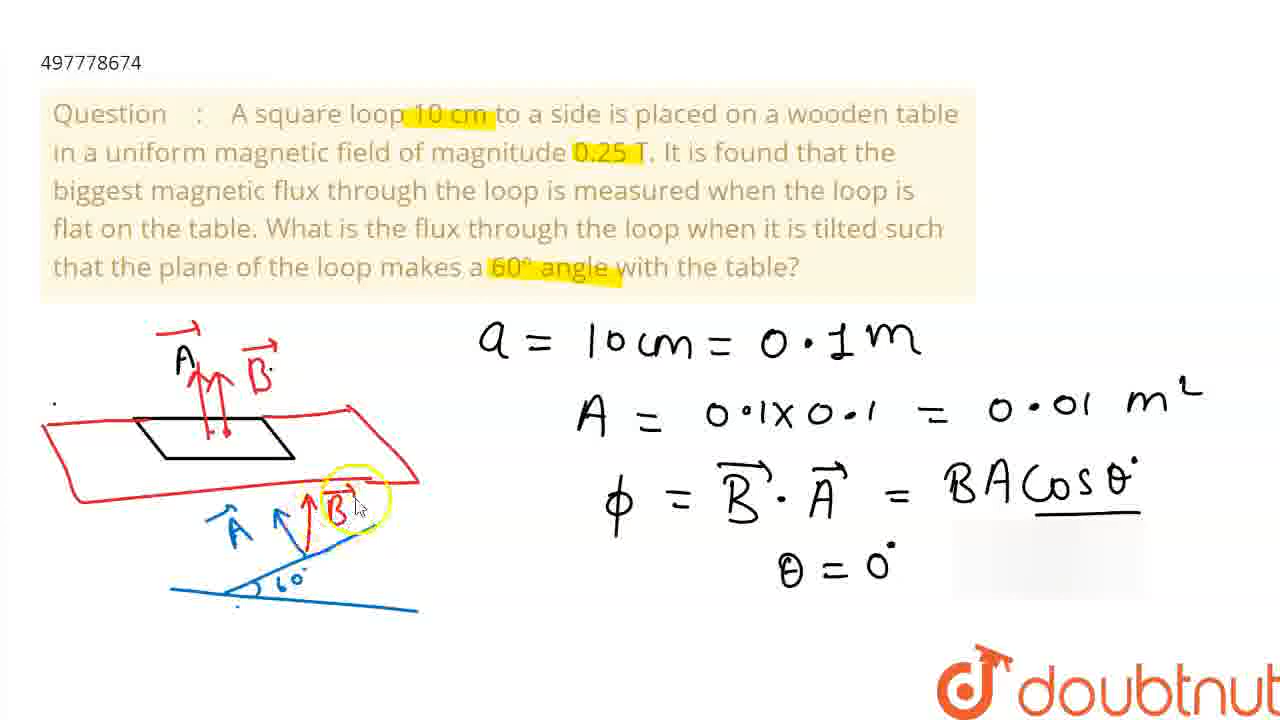 497778674
Question : A square loop 10 cm to a side is placed on a wooden table
in a uniform magnetic field of magnitude 0.25 T. It is found that the
biggest magnetic flux through the loop is measured when the loop is
flat on the table. What is the flux through the loop when it is tilted such
that the plane of the loop makes a 60° angle with the table?
a = 10 cm = 0.1 m
A B
A = 0.1 x 0.1 = 0.01 m²
ϕ = B · A = BA cos θ
A B
θ = 0°
60°
doubtnut